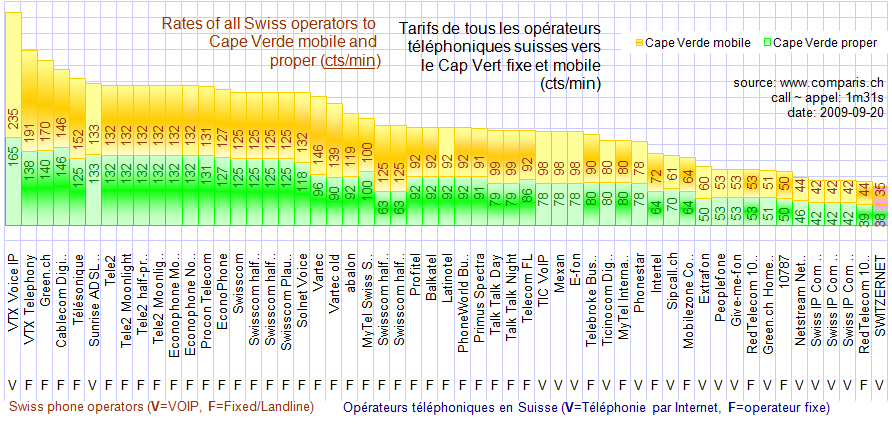 Rates of all Swiss operators to
Cape Verde mobile and
proper (cts/min)
Tarifs de tous les opérateurs
téléphoniques suisses vers
le Cap Vert fixe et mobile
(cts/min)
Cape Verde mobile
Cape Verde proper
source: www.comparis.ch
call ~ appel: 1m31s
date: 2009-09-20
235 191 170 146 152 133 132 132 132 132 132 132 131 127 125 125 125 125 132 146 139 119 100 125 125 92 92 92 92 91 99 99 92 98 98 98 90 80 80 78 72 61 64 60 53 53 53 51 50 44 42 42 42 44 35
165 138 140 146 125 133 132 132 132 132 132 132 131 127 125 125 125 125 118 96 90 92 100 63 63 92 92 92 92 91 79 79 86 78 78 78 80 80 80 78 64 70 64 50 53 53 53 51 50 46 42 42 42 39 38
VTX Voice IP
VTX Telephony
Green.ch
Cablecom Digi...
Télésonique
Sunrise ADSL...
Tele2
Tele2 Moonlight
Tele2 half-pr...
Tele2 Moonlig...
Econophone Mo...
Econophone No...
Procon Telecom
EconoPhone
Swisscom
Swisscom half...
Swisscom half...
Swisscom Plau...
Solnet Voice
Vartec
Vartec old
abalon
MyTel Swiss S...
Swisscom half...
Swisscom half...
Profitel
Balkatel
Latinotel
PhoneWorld Bu...
Primus Spectra
Talk Talk Day
Talk Talk Night
Telecom FL
TIC VoIP
Mexan
E-fon
Telebroke Bus...
Ticinocom Dig...
MyTel Interna...
Phonestar
Intertel
Sipcall.ch
Mobilezone Co...
Extrafon
Peoplefone
Give-me-fon
RedTelecom 10...
Green.ch Home...
10787
Netstream Net...
Swiss IP Com ...
Swiss IP Com ...
Swiss IP Com ...
RedTelecom 10...
SWITZERNET
V F F F F V F F F F F F F F F F F F F F F F F F F F F F F F F F F V V V F V F V F V F V V V F V F V V V V F V
Swiss phone operators (V=VOIP, F=Fixed/Landline)
Opérateurs téléphoniques en Suisse (V=Téléphonie par Internet, F=operateur fixe)